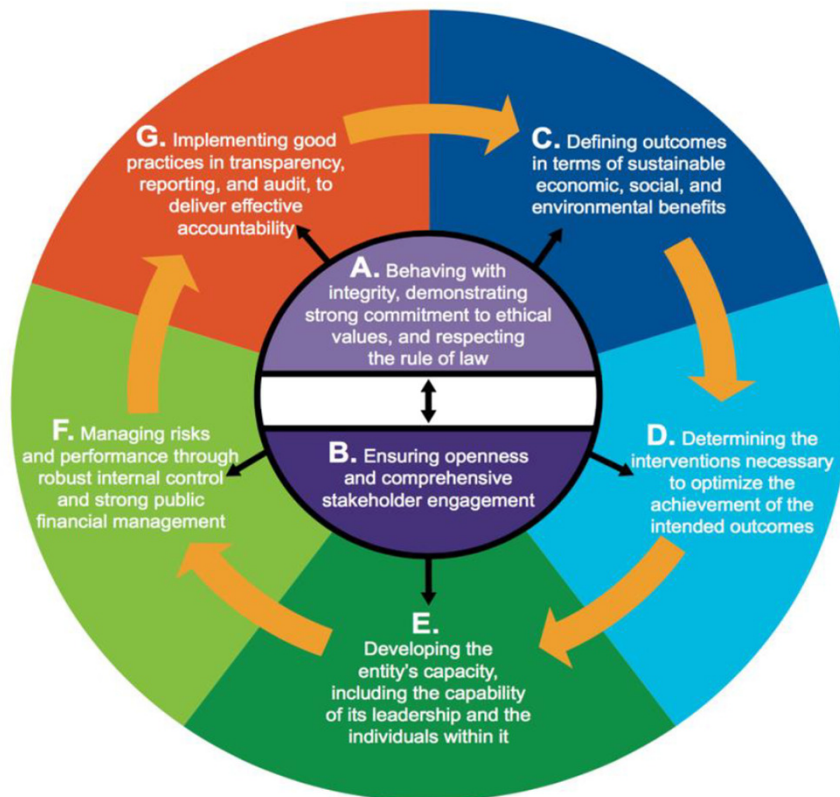 G. Implementing good
practices in transparency,
reporting, and audit, to
deliver effective
accountability
C. Defining outcomes
in terms of sustainable
economic, social, and
environmental benefits
A. Behaving with
integrity, demonstrating
strong commitment to ethical
values, and respecting
the rule of law
F. Managing risks
and performance through
robust internal control
and strong public
financial management
B. Ensuring openness
and comprehensive
stakeholder engagement
D. Determining the
interventions necessary
to optimize the
achievement of the
intended outcomes
E.
Developing the
entity's capacity,
including the capability
of its leadership and the
individuals within it